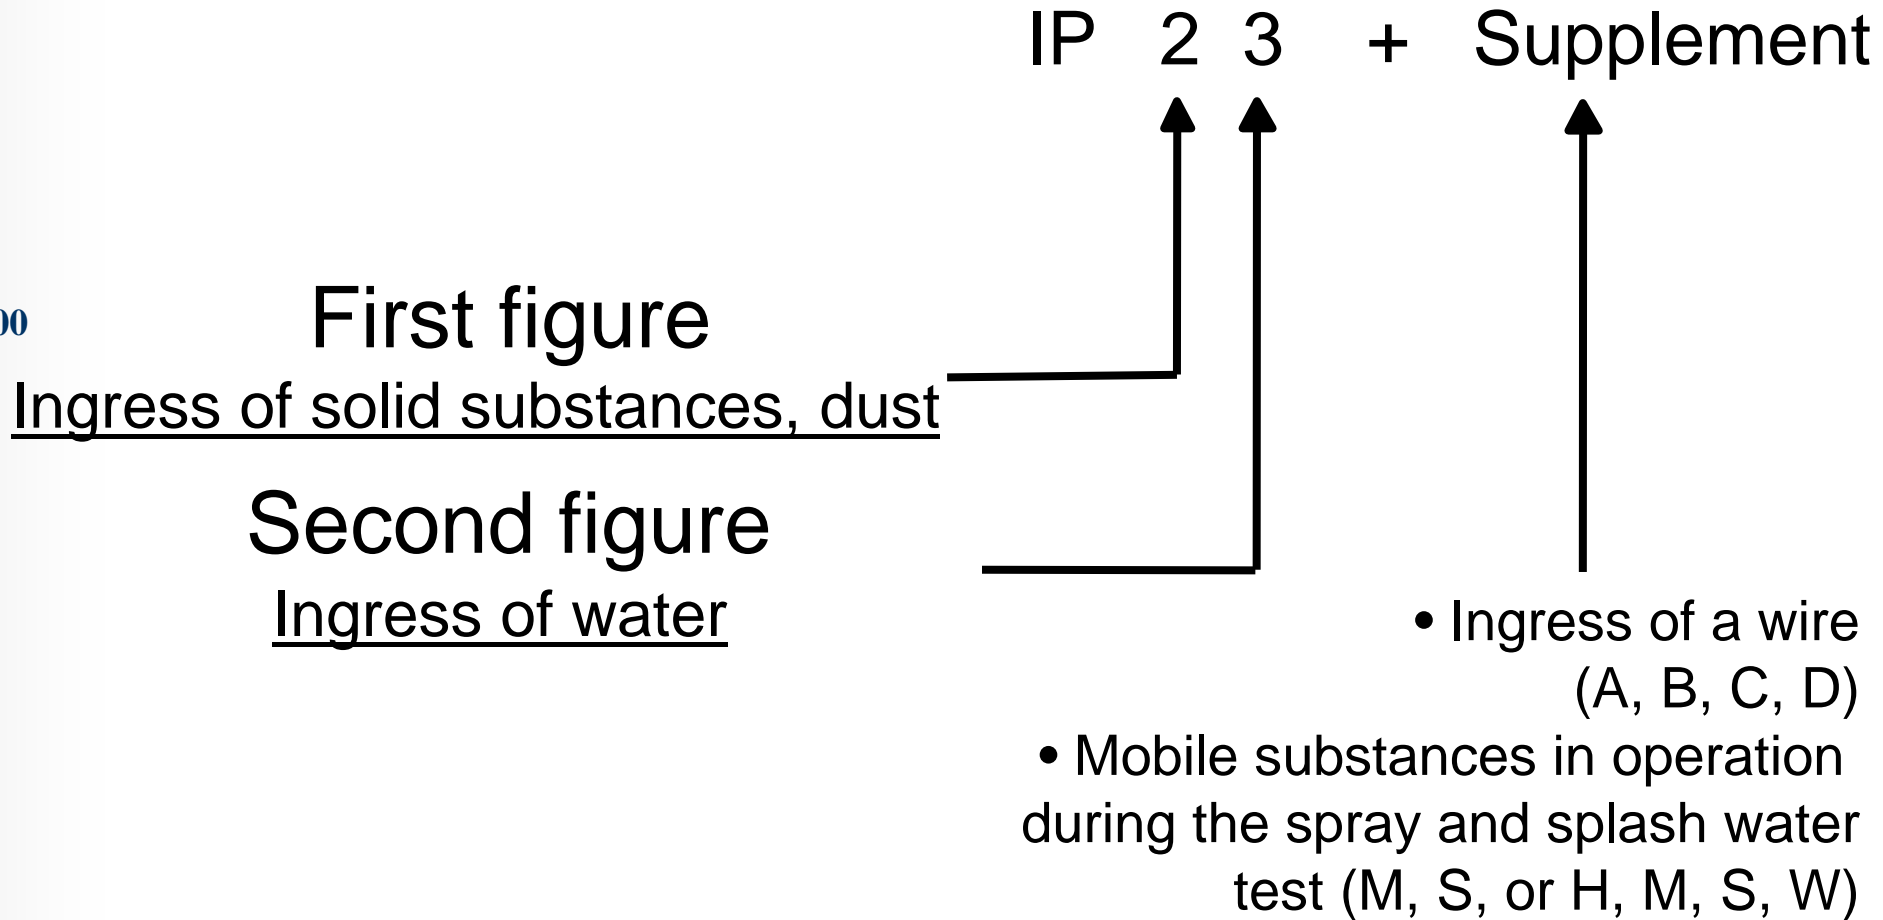 IP 2 3 + Supplement
First figure
Ingress of solid substances, dust
Second figure
Ingress of water
• Ingress of a wire
(A, B, C, D)
• Mobile substances in operation
during the spray and splash water
test (M, S, or H, M, S, W)